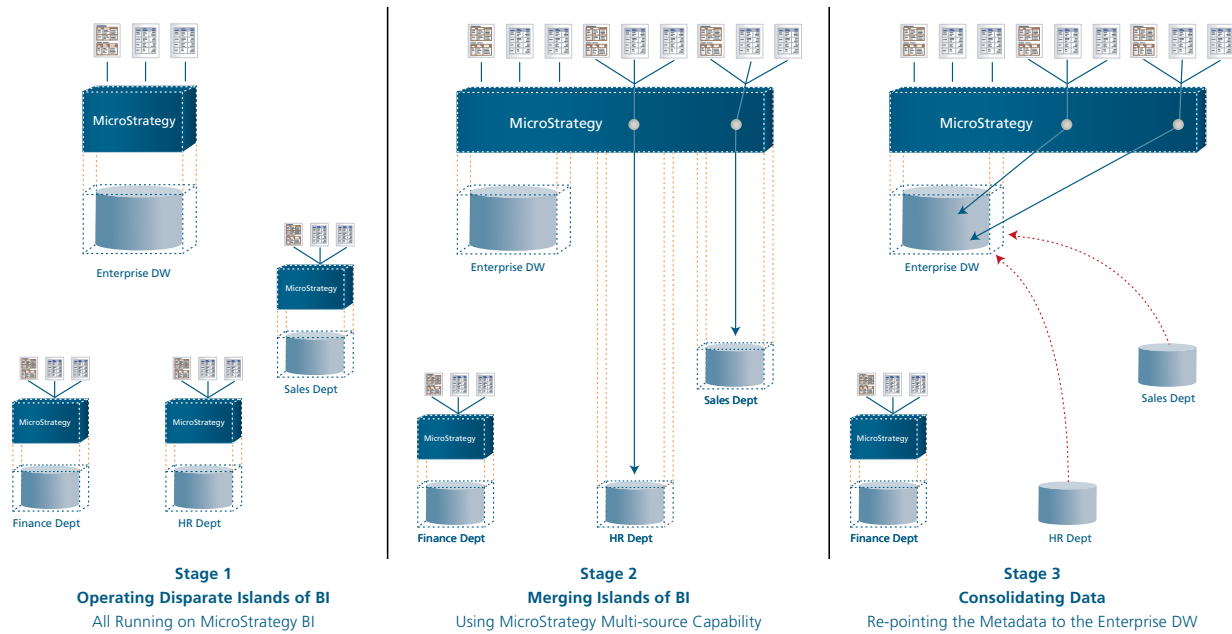 MicroStrategy
Enterprise DW
MicroStrategy
Sales Dept
MicroStrategy
Finance Dept
MicroStrategy
HR Dept
Stage 1
Operating Disparate Islands of BI
All Running on MicroStrategy BI
MicroStrategy
Enterprise DW
Sales Dept
MicroStrategy
Finance Dept
HR Dept
Stage 2
Merging Islands of BI
Using MicroStrategy Multi-source Capability
MicroStrategy
Enterprise DW
Sales Dept
MicroStrategy
Finance Dept
HR Dept
Stage 3
Consolidating Data
Re-pointing the Metadata to the Enterprise DW